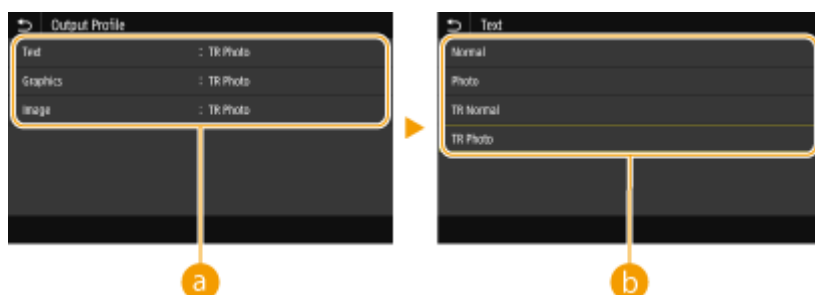 Output Profile
Text : TR Photo
Graphics : TR Photo
Image : TR Photo
a
Text
Normal
Photo
TR Normal
TR Photo
b